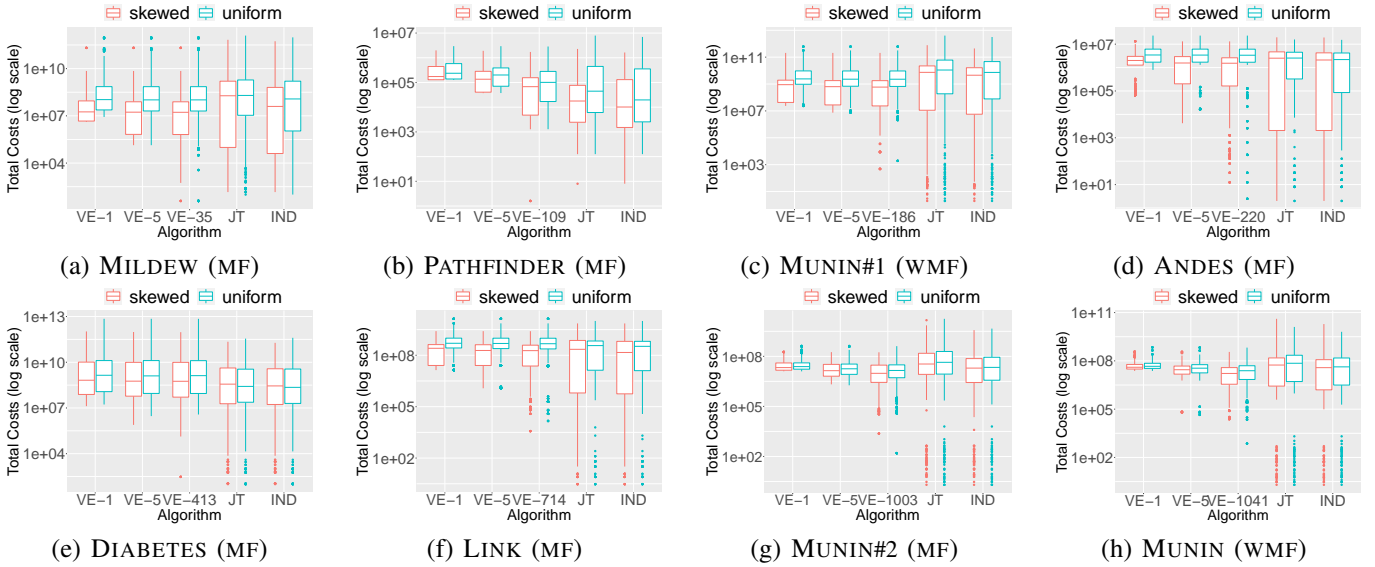 skewed uniform
Total Costs (log scale)
1e+10
1e+07
1e+04
VE−1 VE−5 VE−35 JT IND
Algorithm
(a) MILDEW (MF)
skewed uniform
Total Costs (log scale)
1e+07
1e+05
1e+03
1e+01
VE−1 VE−5 VE−109 JT IND
Algorithm
(b) PATHFINDER (MF)
skewed uniform
Total Costs (log scale)
1e+11
1e+07
1e+03
VE−1 VE−5 VE−186 JT IND
Algorithm
(c) MUNIN#1 (WMF)
skewed uniform
Total Costs (log scale)
1e+07
1e+05
1e+03
1e+01
VE−1 VE−5 VE−220 JT IND
Algorithm
(d) ANDES (MF)
skewed uniform
Total Costs (log scale)
1e+13
1e+10
1e+07
1e+04
VE−1 VE−5 VE−413 JT IND
Algorithm
(e) DIABETES (MF)
skewed uniform
Total Costs (log scale)
1e+08
1e+05
1e+02
VE−1 VE−5 VE−714 JT IND
Algorithm
(f) LINK (MF)
skewed uniform
Total Costs (log scale)
1e+08
1e+05
1e+02
VE−1 VE−5 VE−1003 JT IND
Algorithm
(g) MUNIN#2 (MF)
skewed uniform
Total Costs (log scale)
1e+11
1e+08
1e+05
1e+02
VE−1 VE−5 VE−1041 JT IND
Algorithm
(h) MUNIN (WMF)